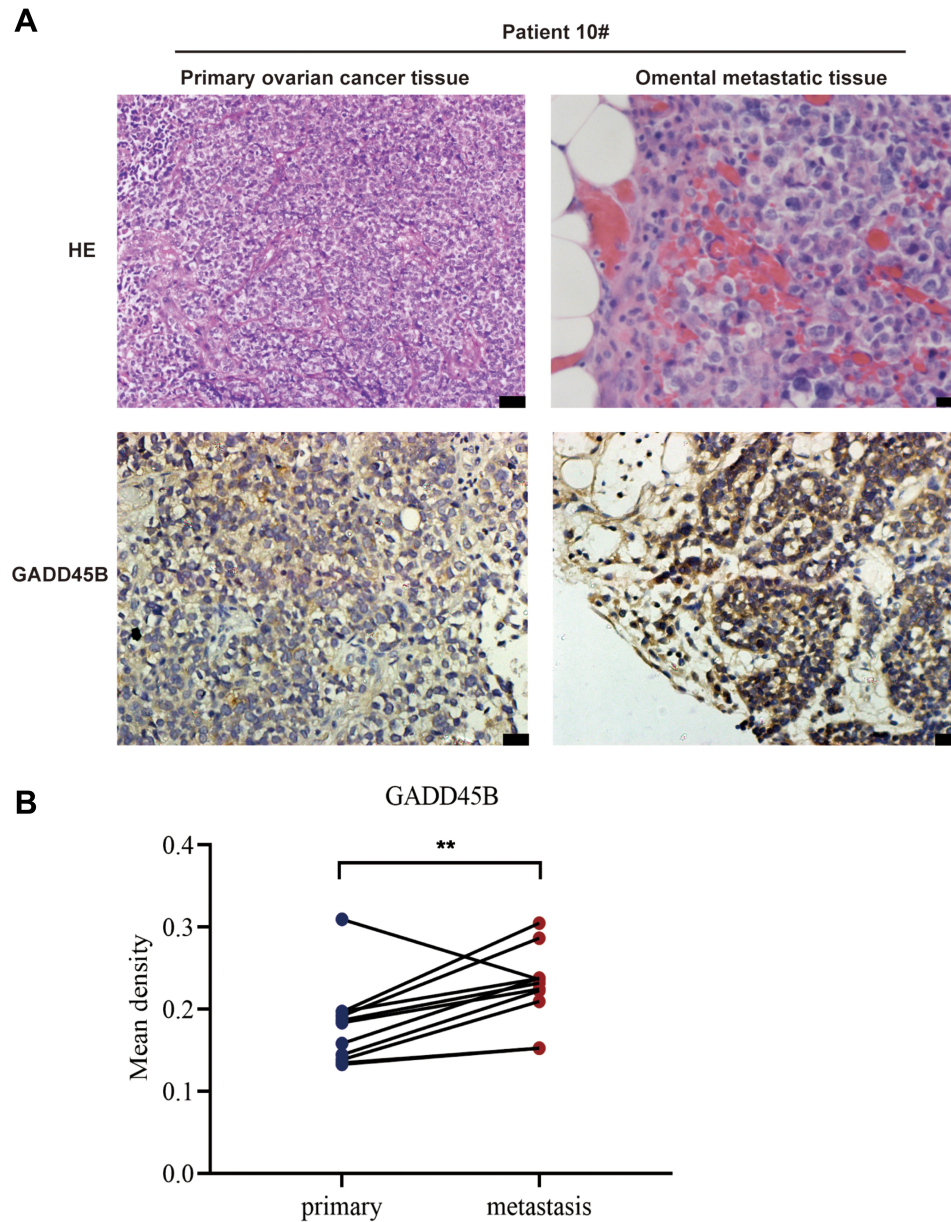 A
Patient 10#
Primary ovarian cancer tissue
Omental metastatic tissue
HE
GADD45B
B
GADD45B
**
0.4
0.3
0.2
0.1
0.0
Mean density
primary
metastasis